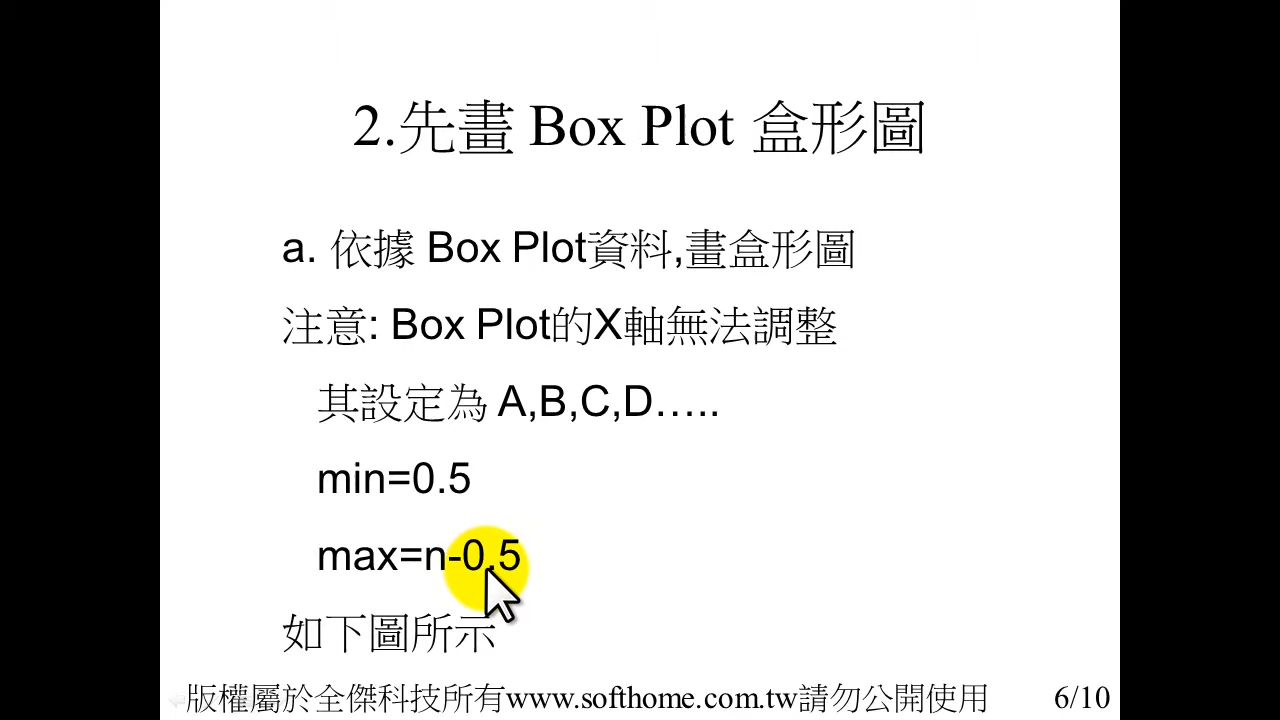 2.先畫 Box Plot 盒形圖
a. 依據 Box Plot資料,畫盒形圖
注意: Box Plot的X軸無法調整
其設定為 A,B,C,D…..
min=0.5
max=n-0.5
如下圖所示
版權屬於全傑科技所有www.softhome.com.tw請勿公開使用 6/10